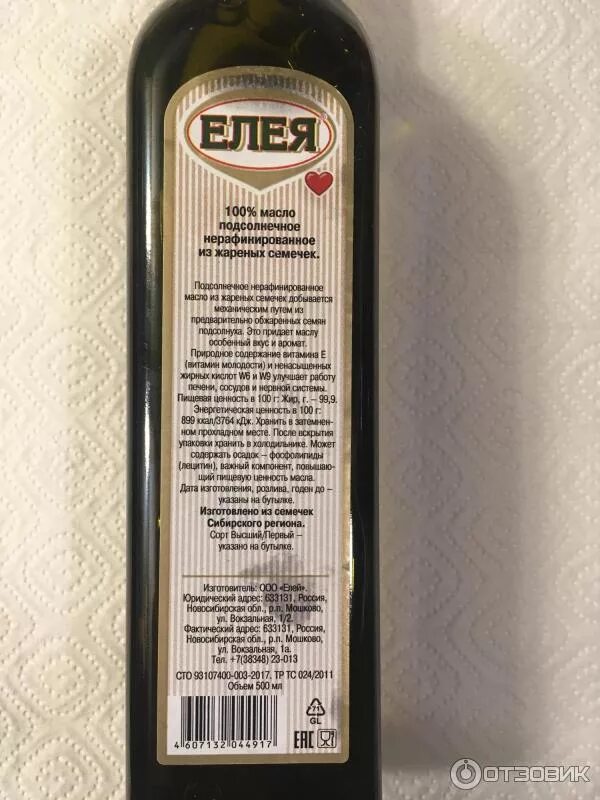 ЕЛЕЯ
100% масло
подсолнечное
нерафинированное
из жареных семечек.
Подсолнечное нерафинированное
масло из жареных семечек добывается
механическим путем из
предварительно обжаренных семян
подсолнуха. Это придает маслу
особенный вкус и аромат.
Природное содержание витамина Е
(витамин молодости) и ненасыщенных
жирных кислот W6 и W9 улучшает работу
печени, сосудов и нервной системы.
Пищевая ценность в 100 г: Жир, г. – 99,9.
Энергетическая ценность в 100 г:
899 ккал/3764 кДж. Хранить в затемнен-
ном прохладном месте. После вскрытия
упаковки хранить в холодильнике. Может
содержать осадок – фосфолипиды
(лецитин), важный компонент, повышаю-
щий пищевую ценность масла.
Дата изготовления, розлива, годен до –
указаны на бутылке.
Изготовлено из семечек
Сибирского региона.
Сорт Высший/Первый –
указано на бутылке.
Изготовитель: ООО «Елей».
Юридический адрес: 633131, Россия,
Новосибирская обл., р.п. Мошково,
ул. Вокзальная, 1/2.
Фактический адрес: 633131, Россия,
Новосибирская обл., р.п. Мошково,
ул. Вокзальная, 1а.
Тел. +7(38348) 23-013
СТО 93107400-003-2017, ТР ТС 024/2011
Объем 500 мл
71
GL
4 607132 044917
EAC
ОТЗОВИК